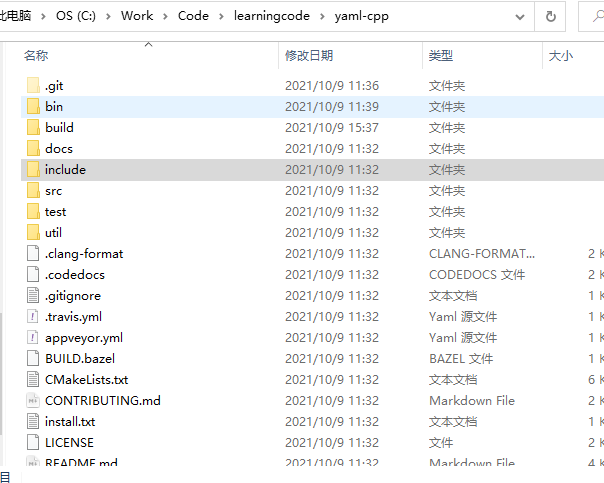 此电脑 > OS (C:) > Work > Code > learningcode > yaml-cpp
名称 修改日期 类型 大小
.git 2021/10/9 11:36 文件夹
bin 2021/10/9 11:39 文件夹
build 2021/10/9 15:37 文件夹
docs 2021/10/9 11:32 文件夹
include 2021/10/9 11:32 文件夹
src 2021/10/9 11:32 文件夹
test 2021/10/9 11:32 文件夹
util 2021/10/9 11:32 文件夹
.clang-format 2021/10/9 11:32 CLANG-FORMAT... 2 K
.codedocs 2021/10/9 11:32 CODEDOCS 文件 2 K
.gitignore 2021/10/9 11:32 文本文档 1 K
.travis.yml 2021/10/9 11:32 Yaml 源文件 1 K
appveyor.yml 2021/10/9 11:32 Yaml 源文件 1 K
BUILD.bazel 2021/10/9 11:32 BAZEL 文件 1 K
CMakeLists.txt 2021/10/9 11:32 文本文档 6 K
CONTRIBUTING.md 2021/10/9 11:32 Markdown File 2 K
install.txt 2021/10/9 11:32 文本文档 1 K
LICENSE 2021/10/9 11:32 文件 2 K
README.md 2021/10/9 11:32 Markdown File 4 K
目